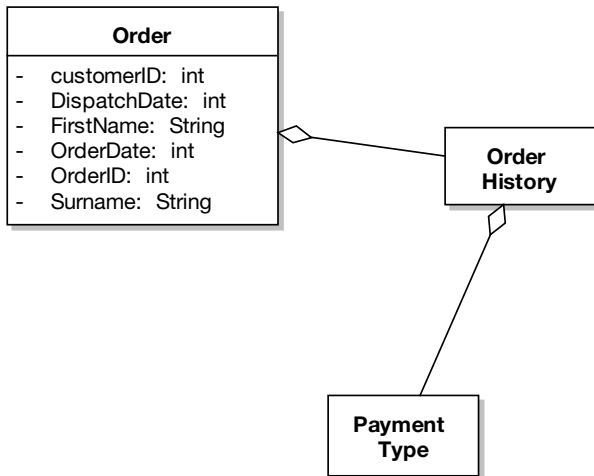 Order
- customerID: int
- DispatchDate: int
- FirstName: String
- OrderDate: int
- OrderID: int
- Surname: String
Order
History
Payment
Type